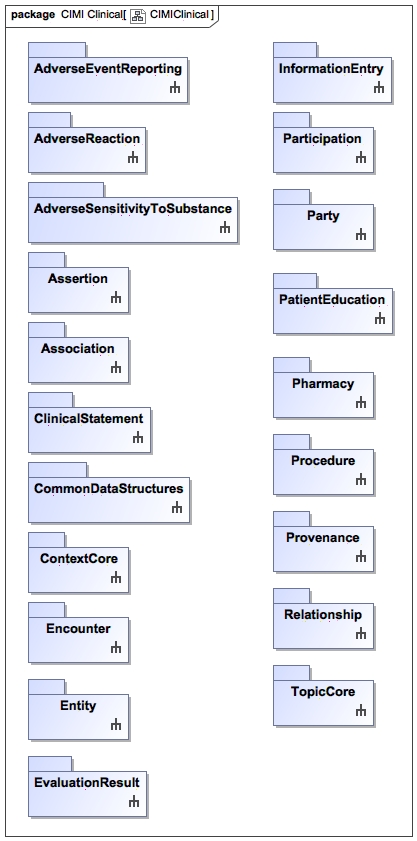 package CIMI Clinical[ CIMIClinical ]
AdverseEventReporting
AdverseReaction
AdverseSensitivityToSubstance
Assertion
Association
ClinicalStatement
CommonDataStructures
ContextCore
Encounter
Entity
EvaluationResult
InformationEntry
Participation
Party
PatientEducation
Pharmacy
Procedure
Provenance
Relationship
TopicCore